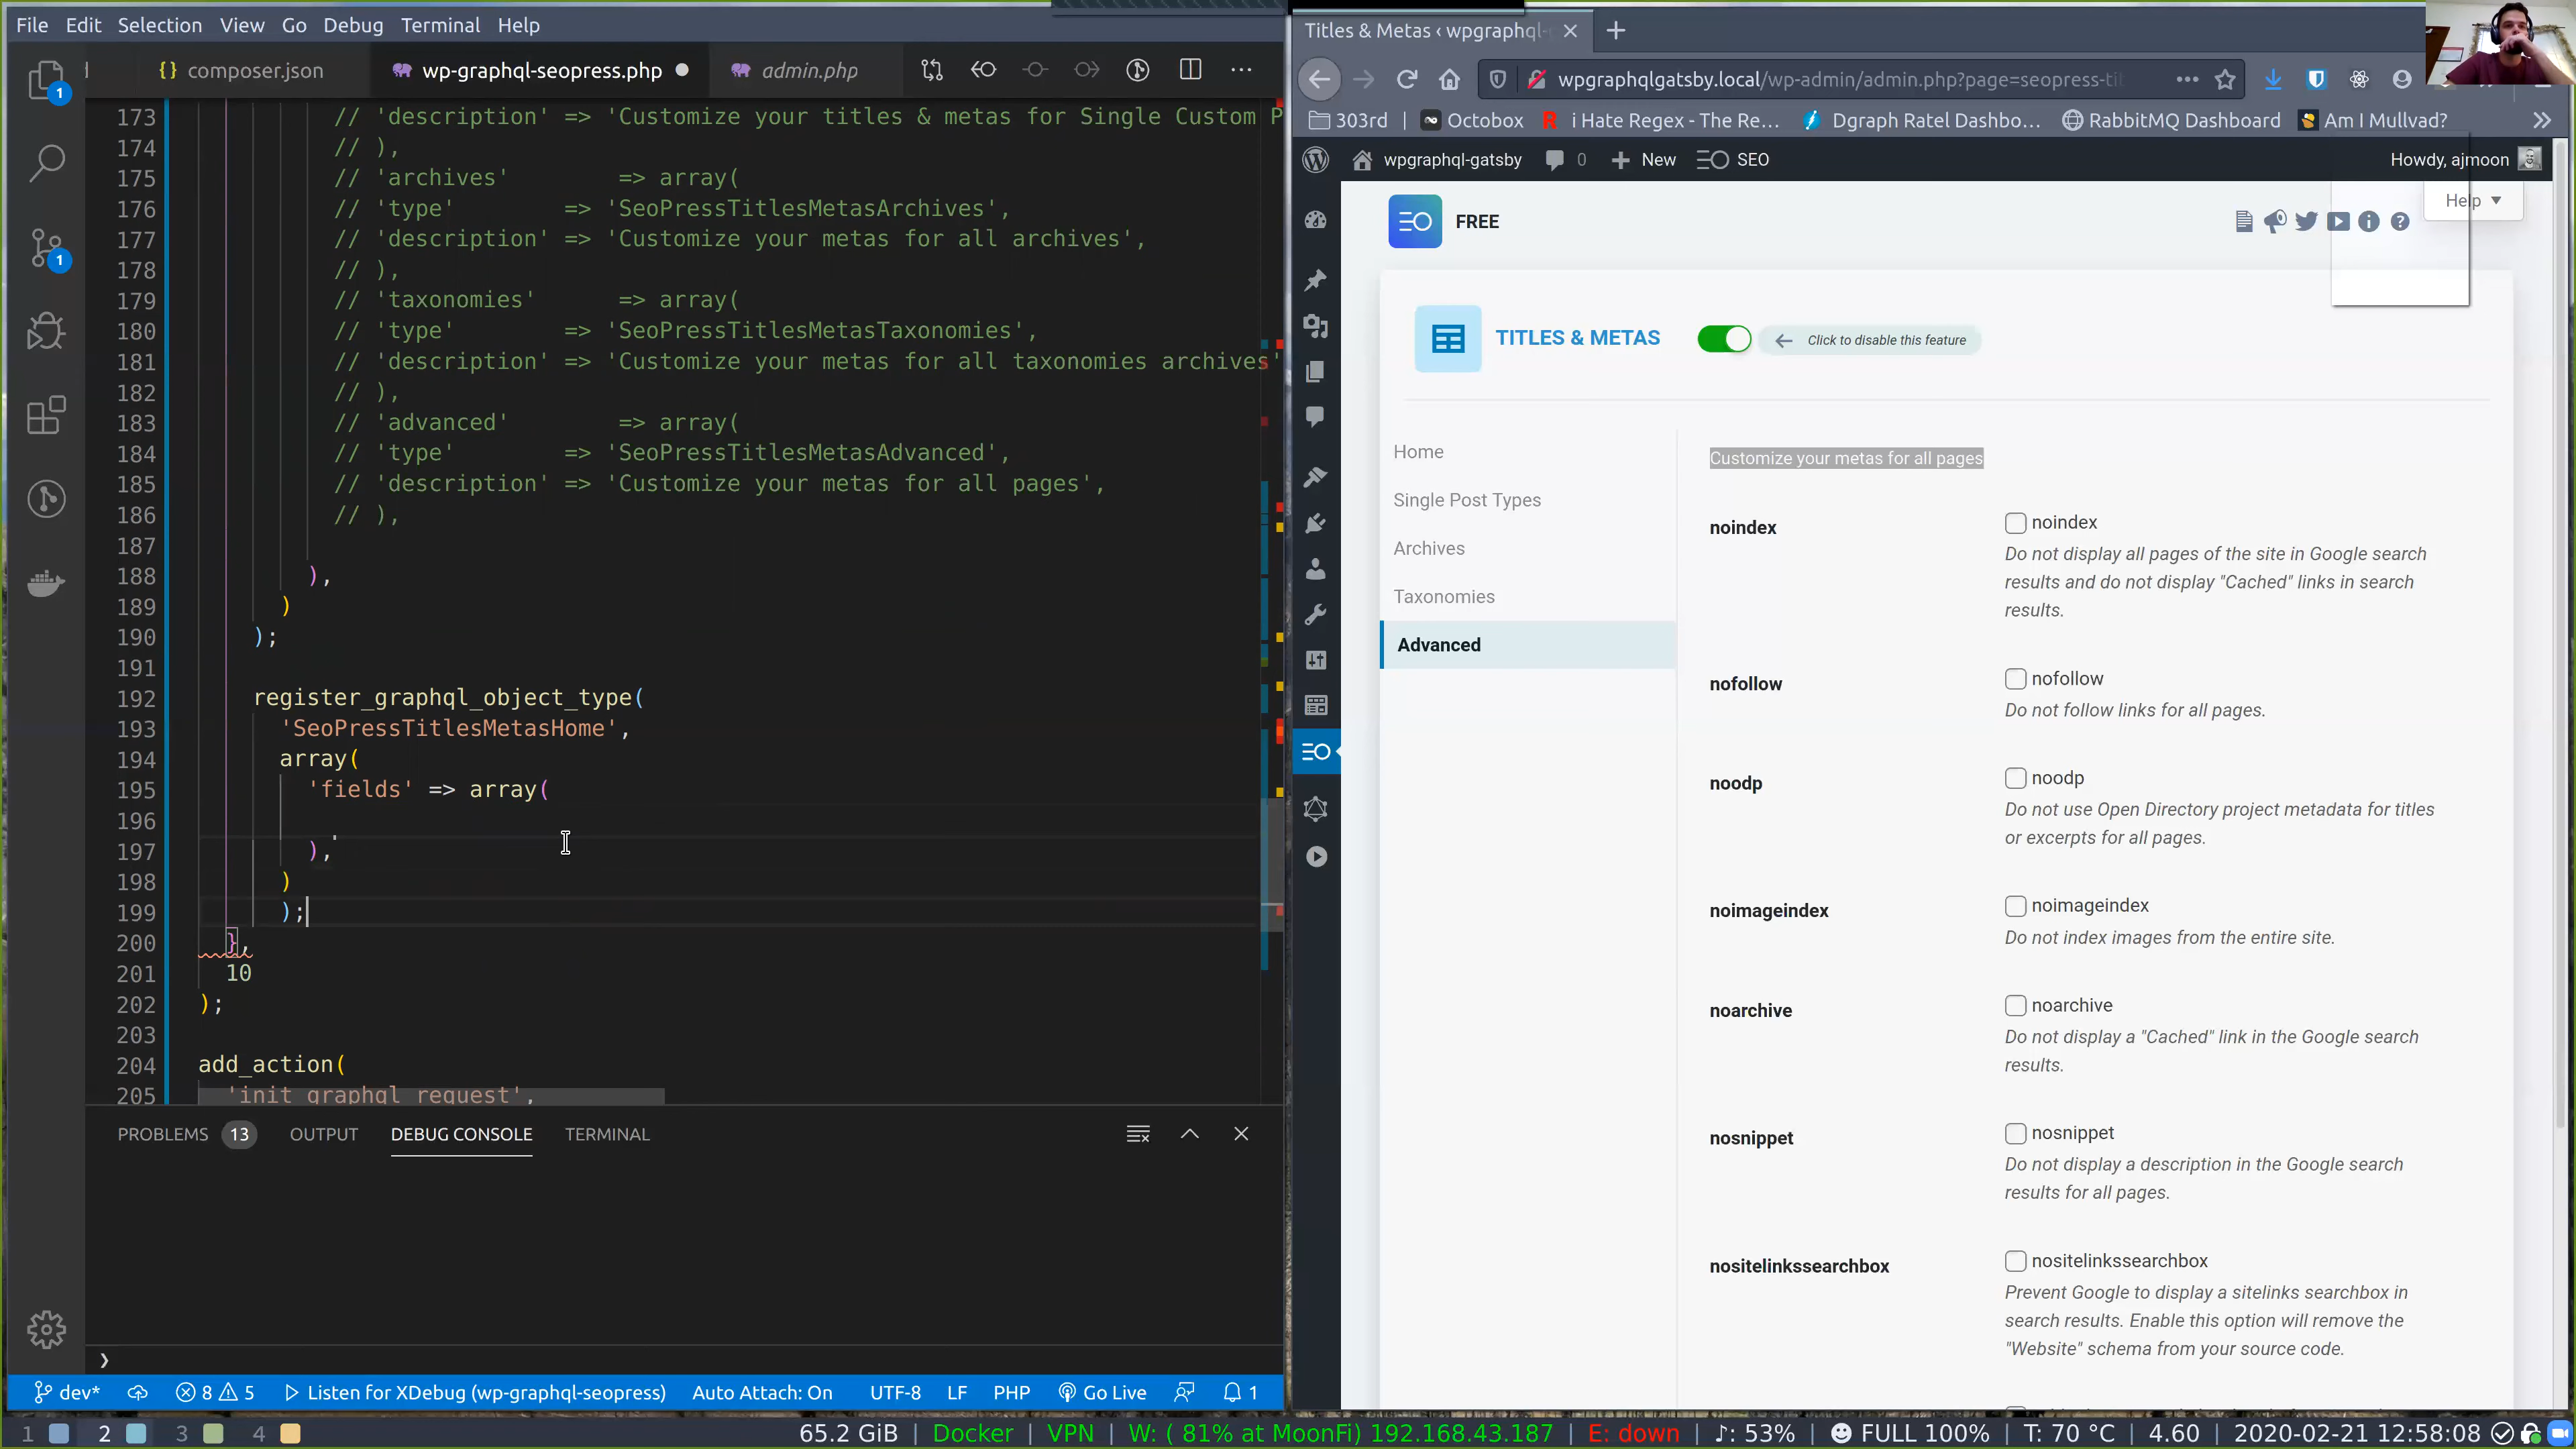 File Edit Selection View Go Debug Terminal Help
composer.json
wp-graphql-seopress.php
admin.php
173 // 'description' => 'Customize your titles & metas for Single Custom P
174 // ),
175 // 'archives' => array(
176 // 'type' => 'SeoPressTitlesMetasArchives',
177 // 'description' => 'Customize your metas for all archives',
178 // ),
179 // 'taxonomies' => array(
180 // 'type' => 'SeoPressTitlesMetasTaxonomies',
181 // 'description' => 'Customize your metas for all taxonomies archives'
182 // ),
183 // 'advanced' => array(
184 // 'type' => 'SeoPressTitlesMetasAdvanced',
185 // 'description' => 'Customize your metas for all pages',
186 // ),
187
188 ),
189 )
190 );
191
192 register_graphql_object_type(
193 'SeoPressTitlesMetasHome',
194 array(
195 'fields' => array(
196
197 ),
198 )
199 );
200 },
201 10
202 );
203
204 add_action(
205 'init_graphql_request',
PROBLEMS 13 OUTPUT DEBUG CONSOLE TERMINAL
dev* 8 5 Listen for XDebug (wp-graphql-seopress) Auto Attach: On UTF-8 LF PHP Go Live 1
Titles & Metas ‹ wpgraphql-
wpgraphqlgatsby.local/wp-admin/admin.php?page=seopress-tit
303rd | Octobox i Hate Regex - The Re... Dgraph Ratel Dashbo... RabbitMQ Dashboard Am I Mullvad?
wpgraphql-gatsby 0 New SEO Howdy, ajmoon
Help
FREE
TITLES & METAS
Click to disable this feature
Home
Single Post Types
Archives
Taxonomies
Advanced
Customize your metas for all pages
noindex
noindex
Do not display all pages of the site in Google search
results and do not display "Cached" links in search
results.
nofollow
nofollow
Do not follow links for all pages.
noodp
noodp
Do not use Open Directory project metadata for titles
or excerpts for all pages.
noimageindex
noimageindex
Do not index images from the entire site.
noarchive
noarchive
Do not display a "Cached" link in the Google search
results.
nosnippet
nosnippet
Do not display a description in the Google search
results for all pages.
nositelinkssearchbox
nositelinkssearchbox
Prevent Google to display a sitelinks searchbox in
search results. Enable this option will remove the
"Website" schema from your source code.
1 2 3 4
65.2 GiB | Docker | VPN | W: ( 81% at MoonFi) 192.168.43.187 | E: down | ♪: 53% | FULL 100% | T: 70 °C | 4.60 | 2020-02-21 12:58:08